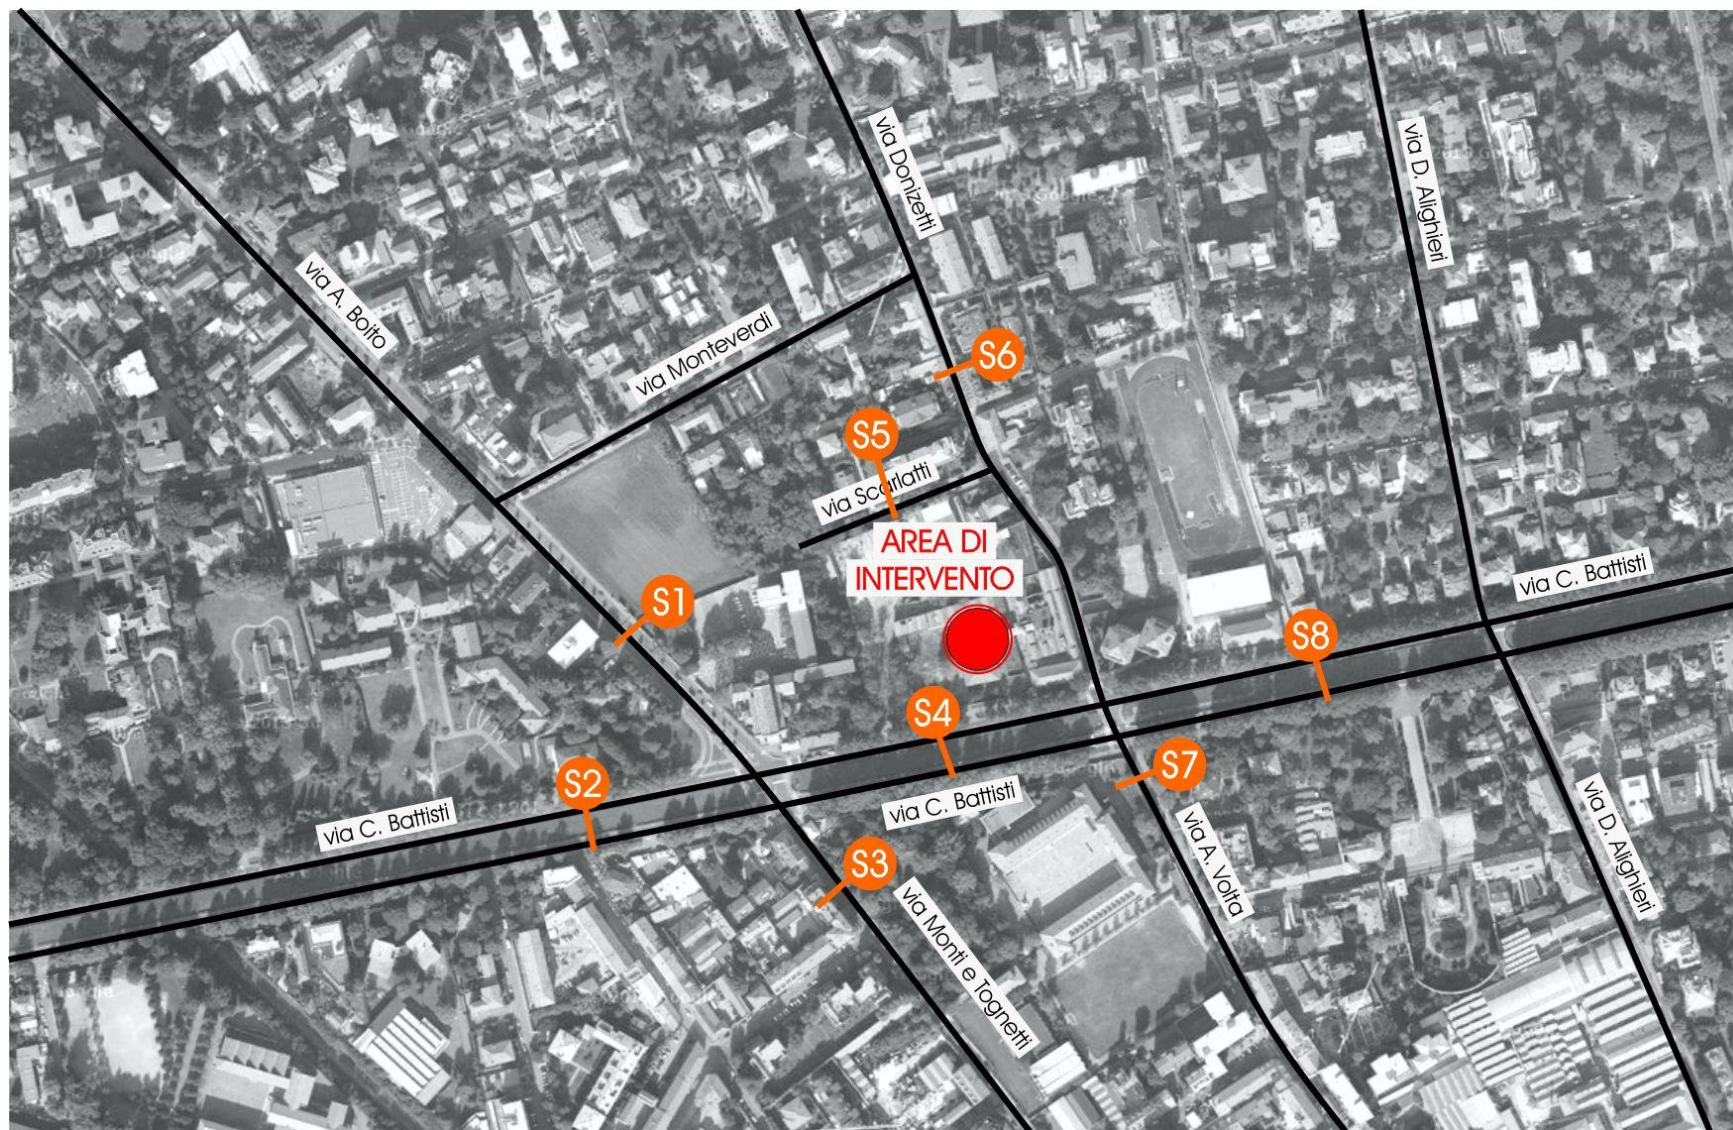 via Donizetti
via D. Alighieri
via A. Boito
via Monteverdi
S6
S5
via Scarlatti
AREA DI
INTERVENTO
via C. Battisti
S1
S8
S4
S7
S2
via C. Battisti
via C. Battisti
via A. Volta
via D. Alighieri
S3
via Monti e Tognetti